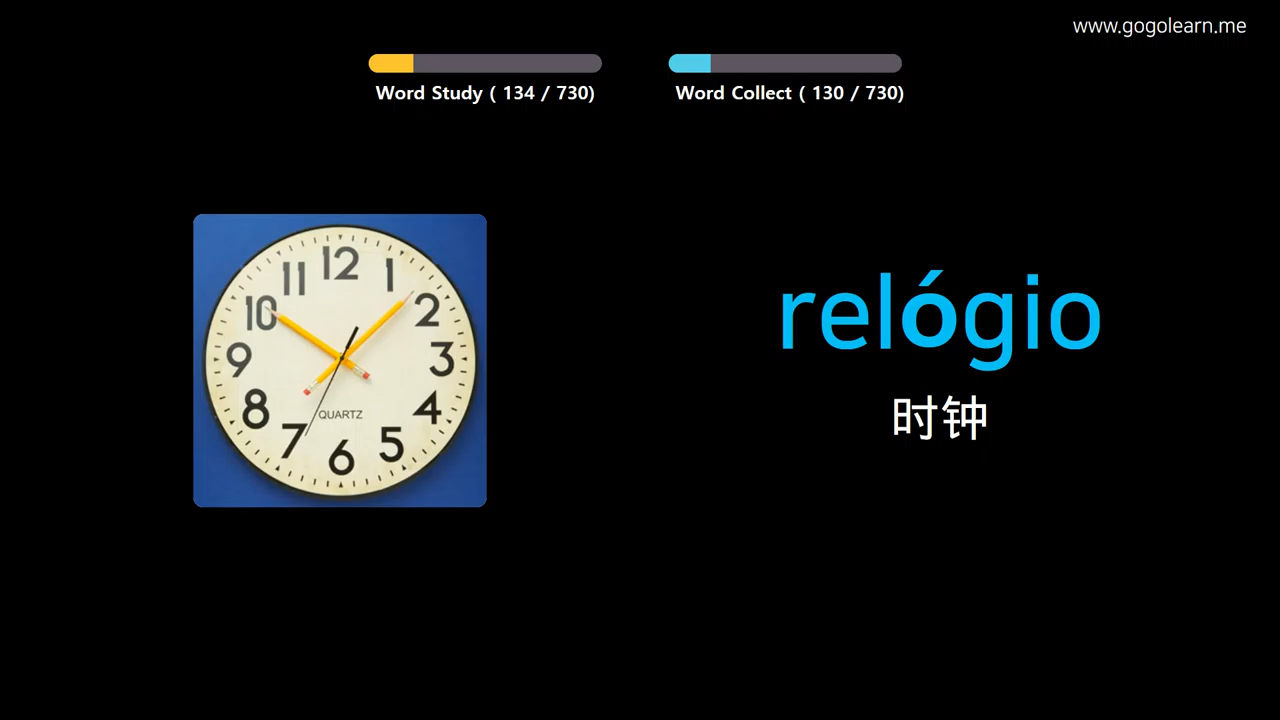 www.gogolearn.me
Word Study ( 134 / 730)
Word Collect ( 130 / 730)
12
11
1
10
2
9
3
8
4
7
5
6
QUARTZ
relógio
时钟